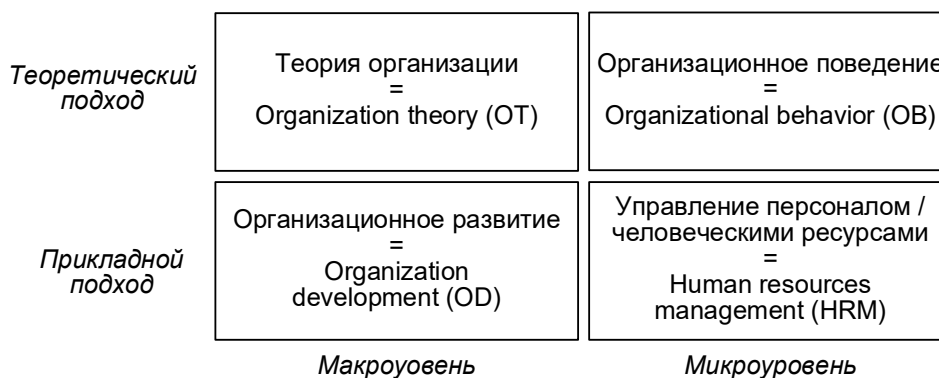 Теоретический
подход
Теория организации
=
Organization theory (OT)
Организационное поведение
=
Organizational behavior (OB)
Прикладной
подход
Организационное развитие
=
Organization
development (OD)
Управление персоналом /
человеческими ресурсами
=
Human resources
management (HRM)
Макроуовень
Микроуровень